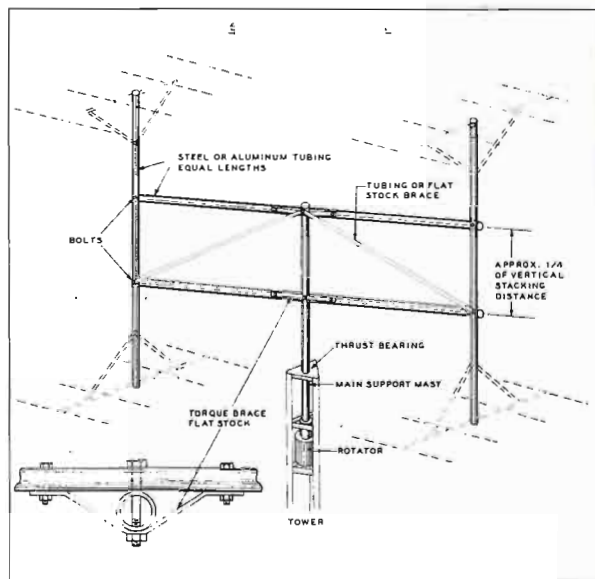 STEEL OR ALUMINUM TUBING
EQUAL LENGTHS
TUBING OR FLAT
STOCK BRACE
BOLTS
APPROX. 1/4
OF VERTICAL
STACKING
DISTANCE
THRUST BEARING
MAIN SUPPORT MAST
TORQUE BRACE
FLAT STOCK
ROTATOR
TOWER